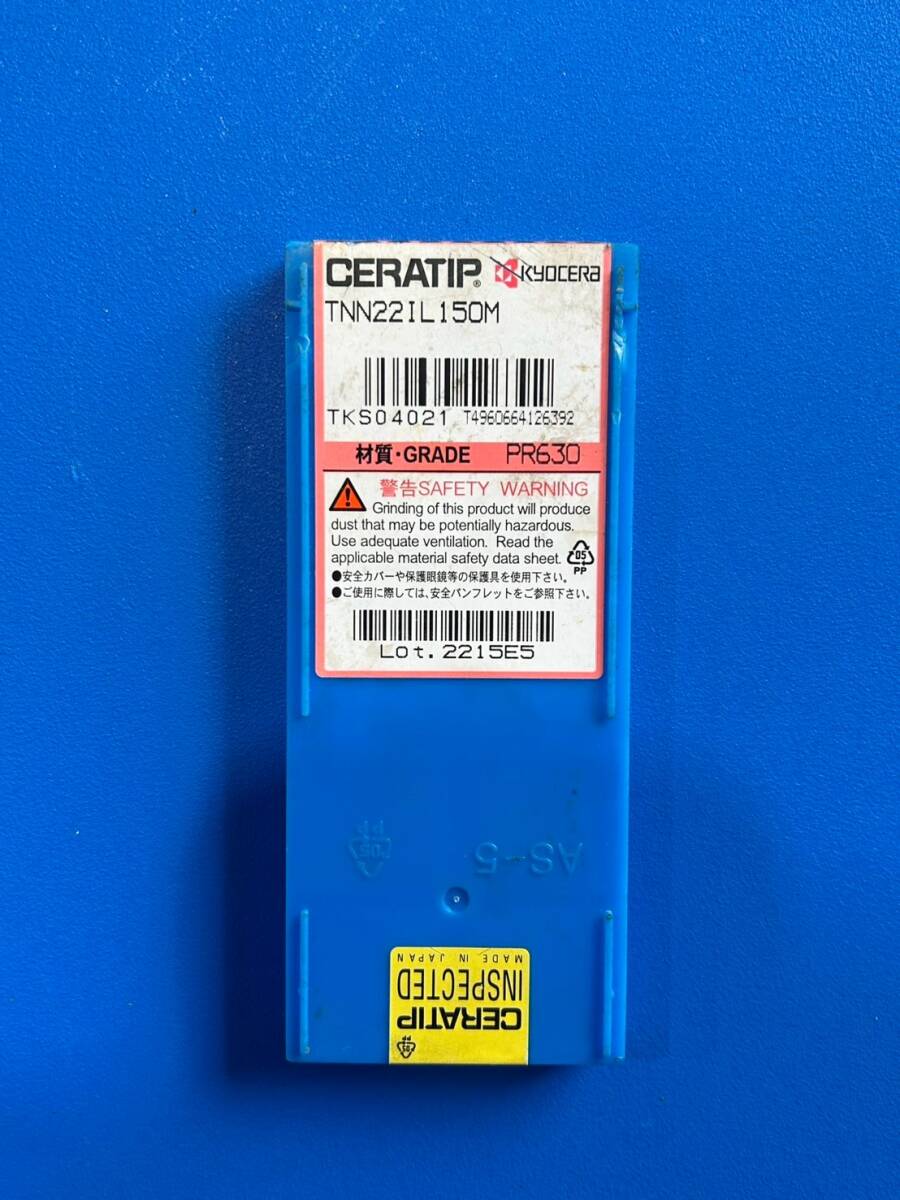 CERATIP® KYOCERA
TNN22IL150M
TKS04021 T4960664126392
材質・GRADE PR630
警告SAFETY WARNING
Grinding of this product will produce
dust that may be potentially hazardous.
Use adequate ventilation. Read the
applicable material safety data sheet.
05
PP
●安全カバーや保護眼鏡等の保護具を使用下さい。
●ご使用に際しては、安全パンフレットをご参照下さい。
Lot. 2215E5
AS-5
05
PP
CERATIP
INSPECTED
MADE IN JAPAN
05
PP